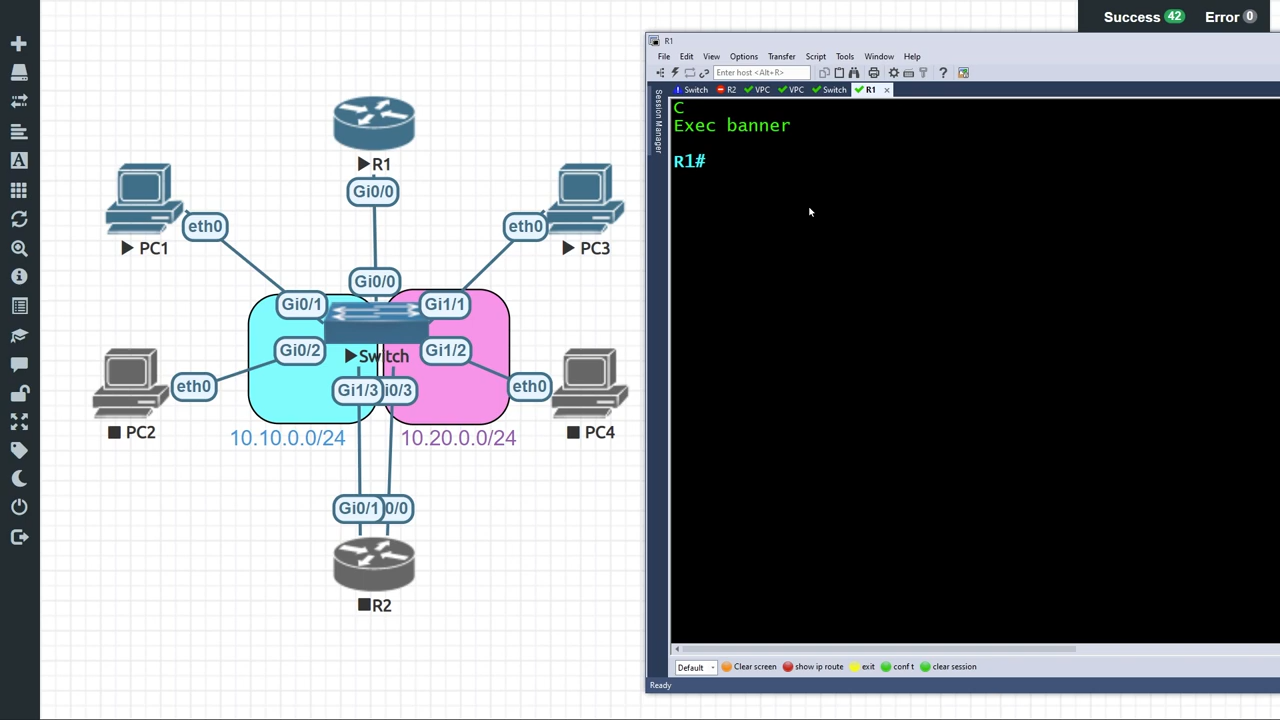 Success 42 Error 0
R1
File Edit View Options Transfer Script Tools Window Help
Enter host <Alt+R>
Switch R2 VPC VPC Switch R1
Session Manager
C
Exec banner
R1#
Default Clear screen show ip route exit conf t clear session
Ready
R1
Gi0/0
PC1
eth0
PC3
eth0
Gi0/0
Gi0/1
Gi1/1
Gi0/2
Gi1/2
Switch
PC2
eth0
PC4
eth0
Gi1/3
i0/3
10.10.0.0/24
10.20.0.0/24
Gi0/1
0/0
R2